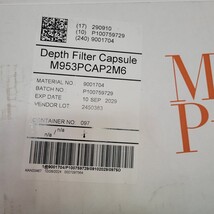 (17) 290910
(10) P100759729
(240) 9001704
Depth Filter Capsule
M953PCAP2M6
MATERIAL NO. 9001704
BATCH NO P100759729
EXP DATE 10 SEP 2029
VENDOR LOT
CONTAINER NO. 097
n/a
n/a
M
P